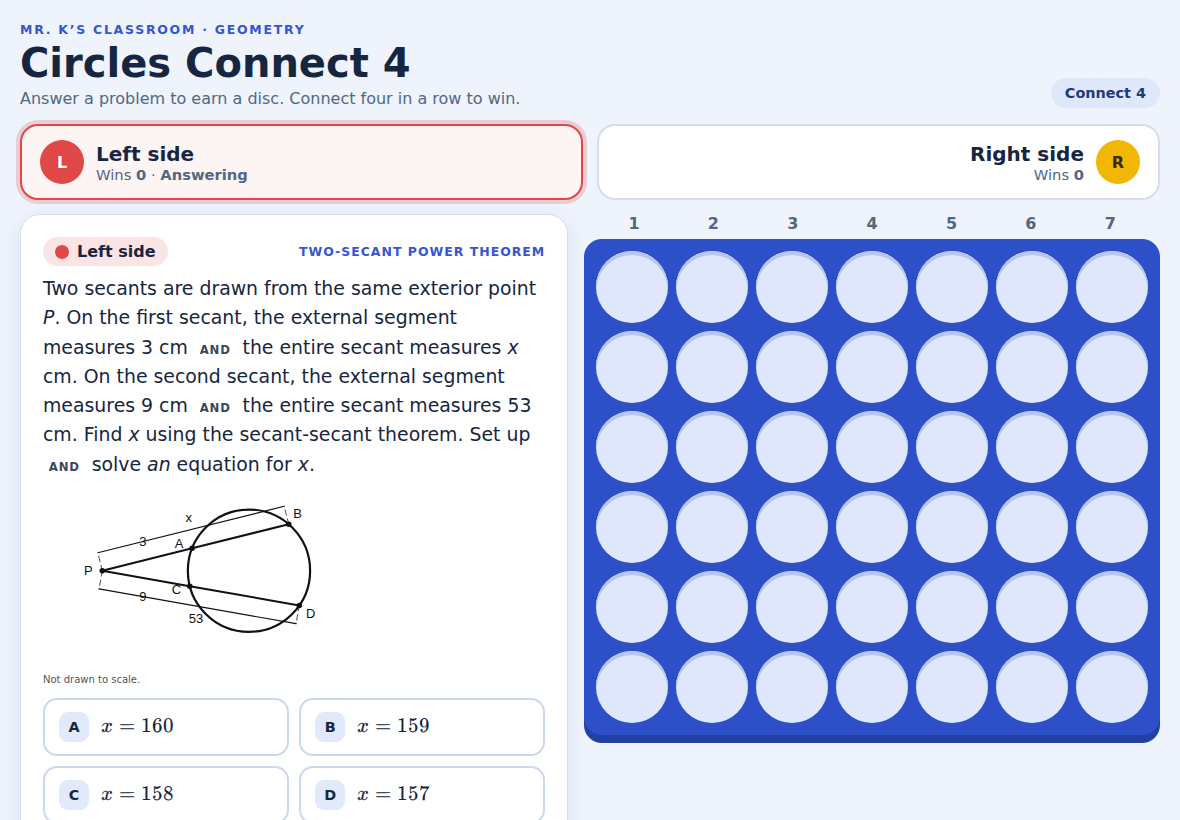 MR. K’S CLASSROOM · GEOMETRY
Circles Connect 4
Answer a problem to earn a disc. Connect four in a row to win.
Connect 4
L
Left side
Wins 0 · Answering
Right side
Wins 0
R
Left side
TWO-SECANT POWER THEOREM
Two secants are drawn from the same exterior point
P. On the first secant, the external segment
measures 3 cm AND the entire secant measures x
cm. On the second secant, the external segment
measures 9 cm AND the entire secant measures 53
cm. Find x using the secant-secant theorem. Set up
AND solve an equation for x.
x
B
3
A
P
C
9
53
D
Not drawn to scale.
A x = 160
B x = 159
C x = 158
D x = 157
1 2 3 4 5 6 7